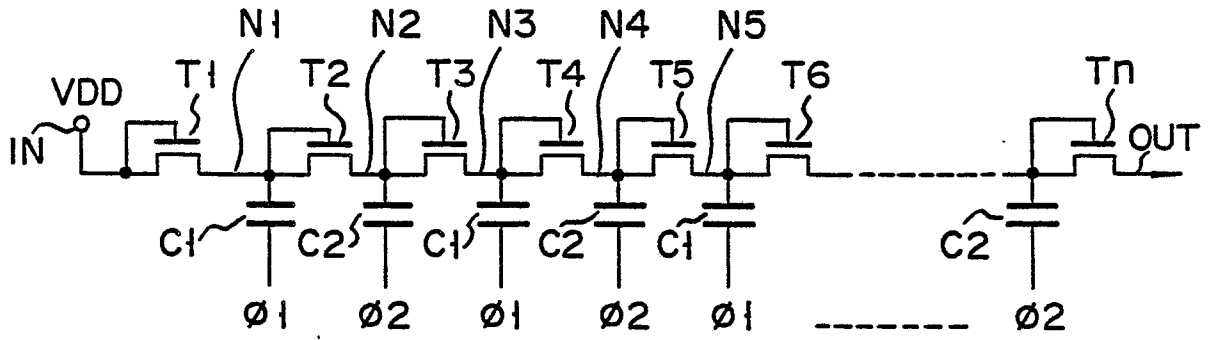 N1 N2 N3 N4 N5
VDD T1 T2 T3 T4 T5 T6 Tn
IN OUT
C1 C2 C1 C2 C1 C2
Ø1 Ø2 Ø1 Ø2 Ø1 Ø2